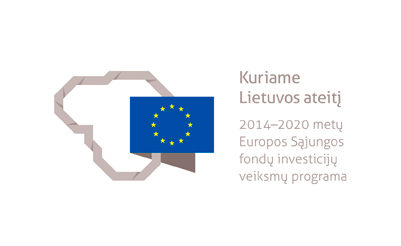 Kuriame
Lietuvos ateitį
2014–2020 metų
Europos Sąjungos
fondų investicijų
veiksmų programa